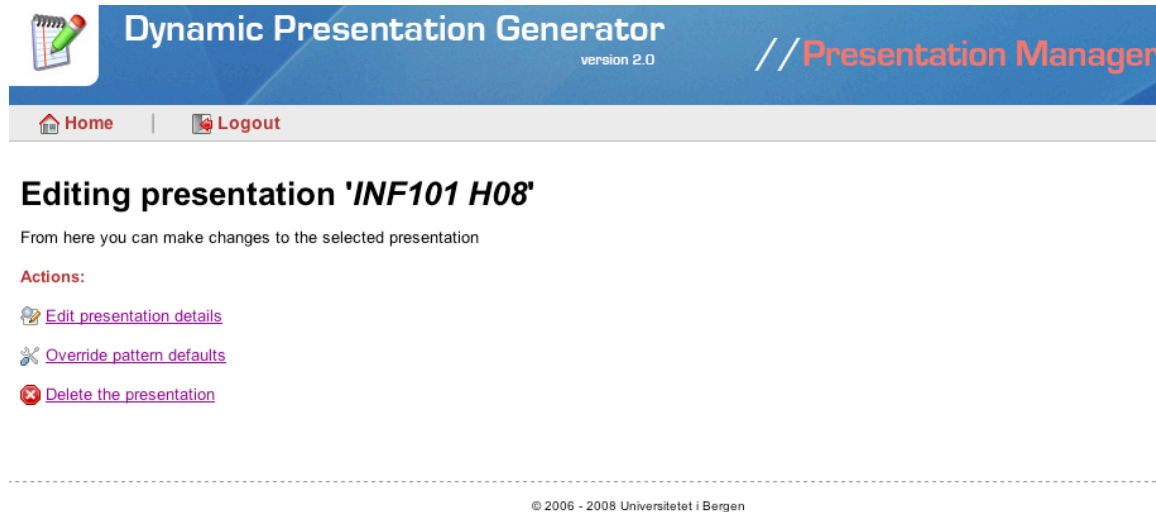 Dynamic Presentation Generator
version 2.0
//Presentation Manager
Home | Logout
Editing presentation 'INF101 H08'
From here you can make changes to the selected presentation
Actions:
Edit presentation details
Override pattern defaults
Delete the presentation
© 2006 - 2008 Universitetet i Bergen